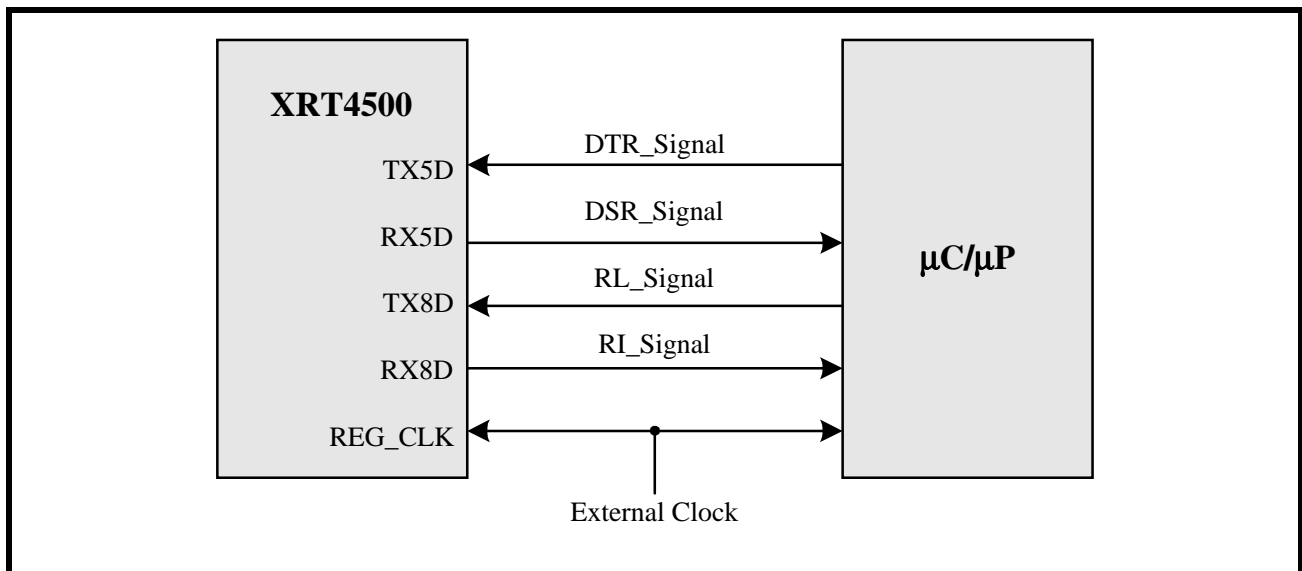 XRT4500
TX5D
RX5D
TX8D
RX8D
REG_CLK
DTR_Signal
DSR_Signal
RL_Signal
RI_Signal
External Clock
µC/µP